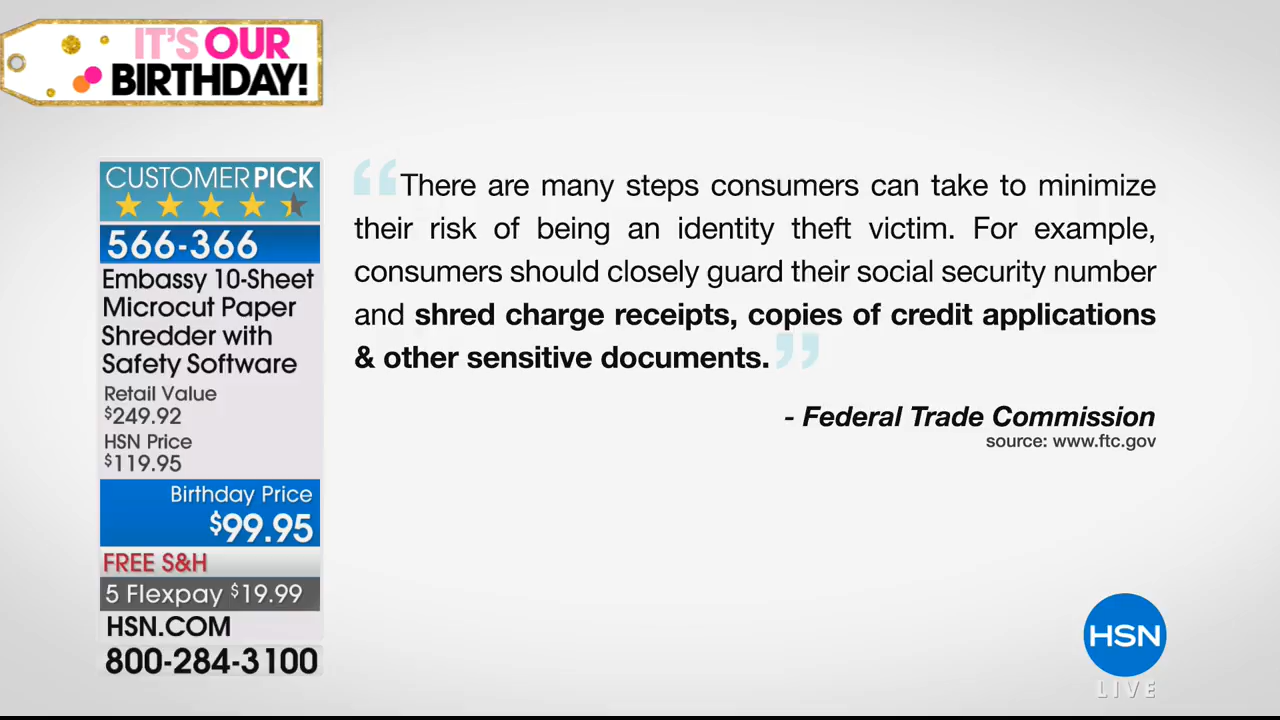 IT'S OUR
BIRTHDAY!
CUSTOMER PICK
566-366
Embassy 10-Sheet
Microcut Paper
Shredder with
Safety Software
Retail Value
$249.92
HSN Price
$119.95
Birthday Price
$99.95
FREE S&H
5 Flexpay $19.99
HSN.COM
800-284-3100
“There are many steps consumers can take to minimize
their risk of being an identity theft victim. For example,
consumers should closely guard their social security number
and shred charge receipts, copies of credit applications
& other sensitive documents.”
- Federal Trade Commission
source: www.ftc.gov
HSN
LIVE